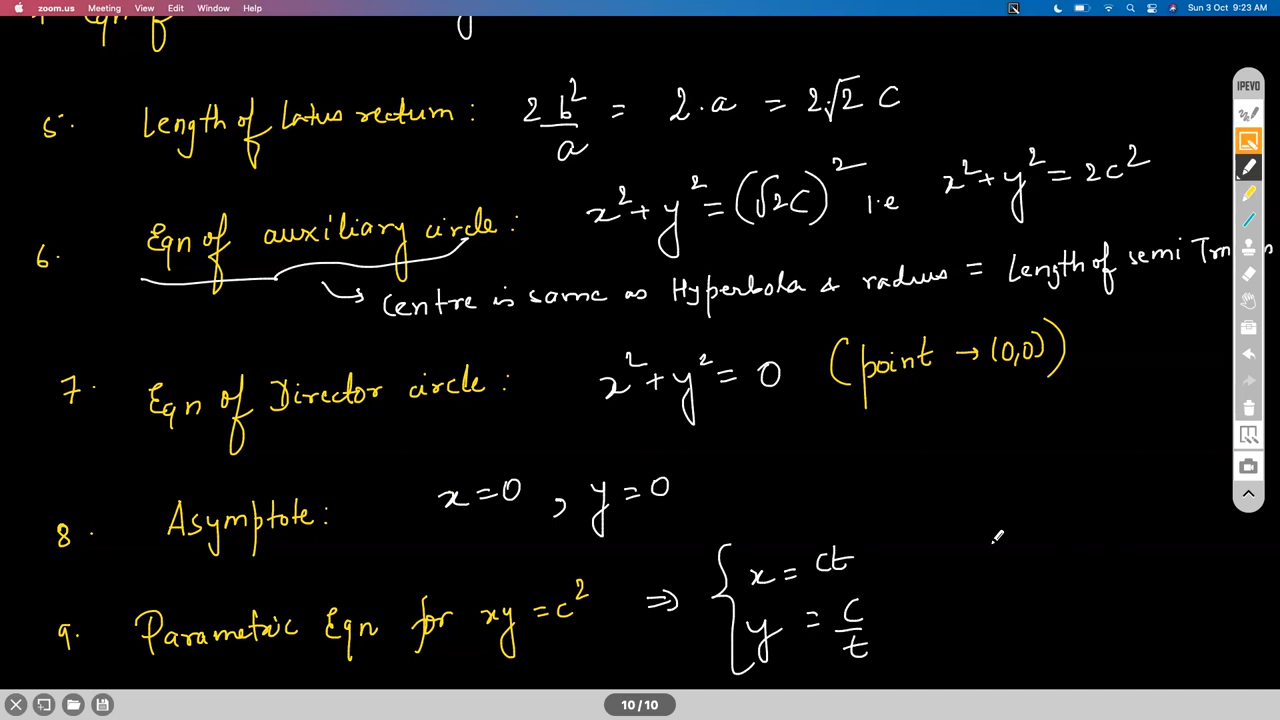 zoom.us Meeting View Edit Window Help Sun 3 Oct 9:23 AM
Eqn of
5. Length of Latus rectum : 2b²/a = 2·a = 2√2 C
6. Eqn of auxiliary circle : x²+y² = (√2C)² i.e x²+y² = 2c²
Centre is same as Hyperbola & radius = Length of semi
7. Eqn of Director circle : x²+y² = 0 (point → (0,0))
8. Asymptote : x=0 , y=0
9. Parametric Eqn for xy = c² ⇒ { x = ct
y = c/t
IPEVO
10/10